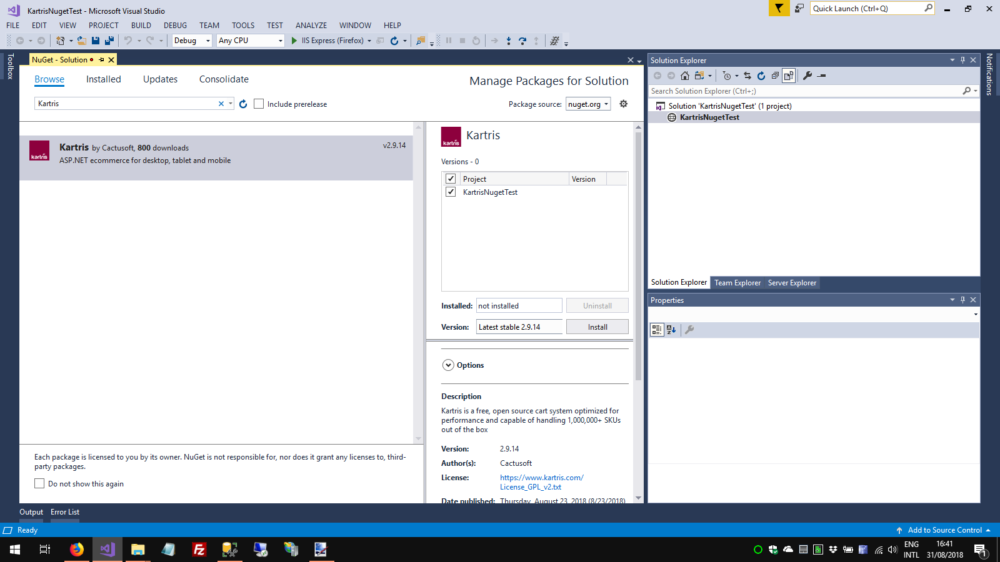 KartrisNugetTest - Microsoft Visual Studio
Quick Launch (Ctrl+Q)
FILE EDIT VIEW PROJECT BUILD DEBUG TEAM TOOLS TEST ANALYZE WINDOW HELP
Debug Any CPU IIS Express (Firefox)
Toolbox
NuGet - Solution
Browse Installed Updates Consolidate
Manage Packages for Solution
Kartris
Include prerelease
Package source: nuget.org
kartris
Kartris by Cactusoft, 800 downloads
v2.9.14
ASP.NET ecommerce for desktop, tablet and mobile
Each package is licensed to you by its owner. NuGet is not responsible for, nor does it grant any licenses to, third-
party packages.
Do not show this again
kartris
Kartris
Versions - 0
Project Version
KartrisNugetTest
Installed: not installed Uninstall
Version: Latest stable 2.9.14 Install
Options
Description
Kartris is a free, open source cart system optimized for
performance and capable of handling 1,000,000+ SKUs
out of the box
Version: 2.9.14
Author(s): Cactusoft
License: https://www.kartris.com/
License_GPL_v2.txt
Date published: Thursday, August 23, 2018 (8/23/2018)
Solution Explorer
Search Solution Explorer (Ctrl+;)
Solution 'KartrisNugetTest' (1 project)
KartrisNugetTest
Solution Explorer Team Explorer Server Explorer
Properties
Notifications
Output Error List
Ready
Add to Source Control
ENG
INTL
16:41
31/08/2018
1